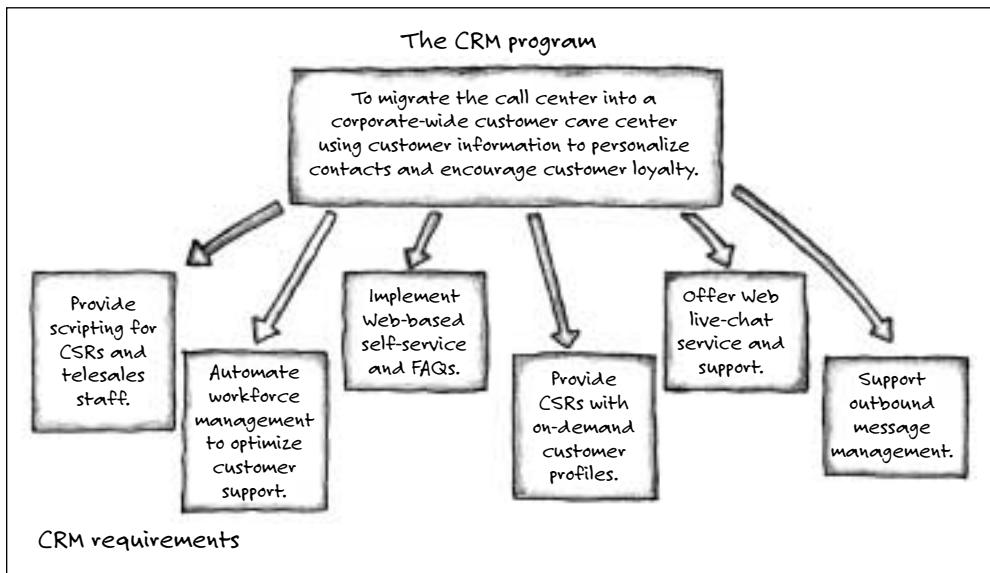 The CRM program
To migrate the call center into a
corporate-wide customer care center
using customer information to personalize
contacts and encourage customer loyalty.
Provide
scripting for
CSRs and
telesales
staff.
Automate
workforce
management
to optimize
customer
support.
Implement
Web-based
self-service
and FAQs.
Provide
CSRs with
on-demand
customer
profiles.
Offer Web
live-chat
service and
support.
Support
outbound
message
management.
CRM requirements